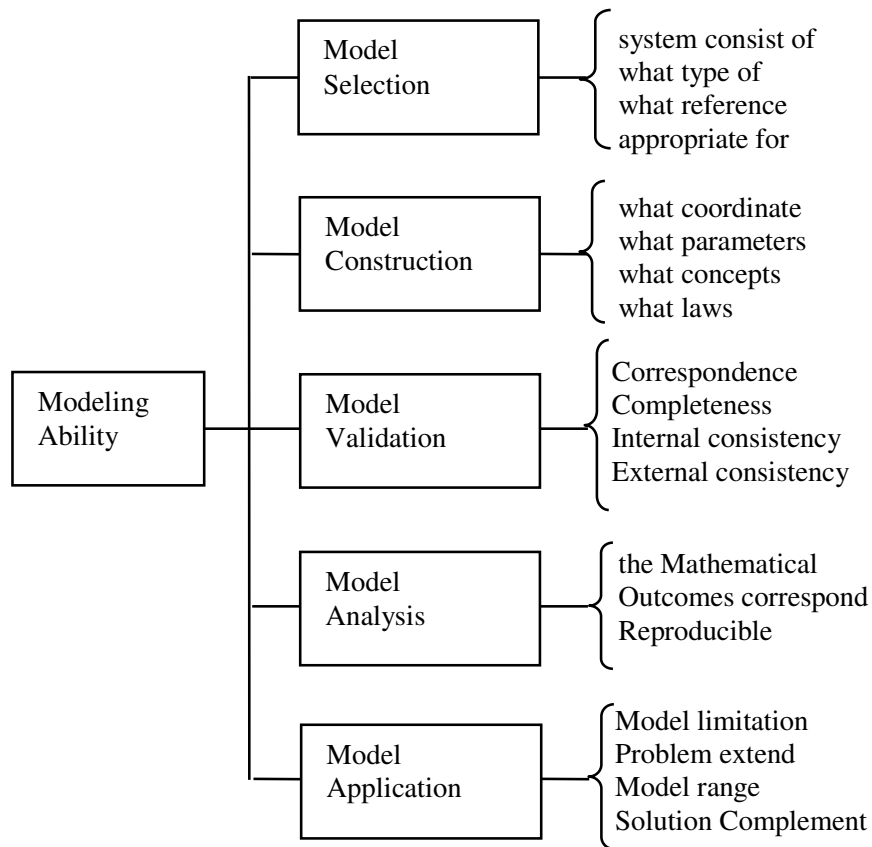 Model
Selection
system consist of
what type of
what reference
appropriate for
Model
Construction
what coordinate
what parameters
what concepts
what laws
Modeling
Ability
Model
Validation
Correspondence
Completeness
Internal consistency
External consistency
Model
Analysis
the Mathematical
Outcomes correspond
Reproducible
Model
Application
Model limitation
Problem extend
Model range
Solution Complement